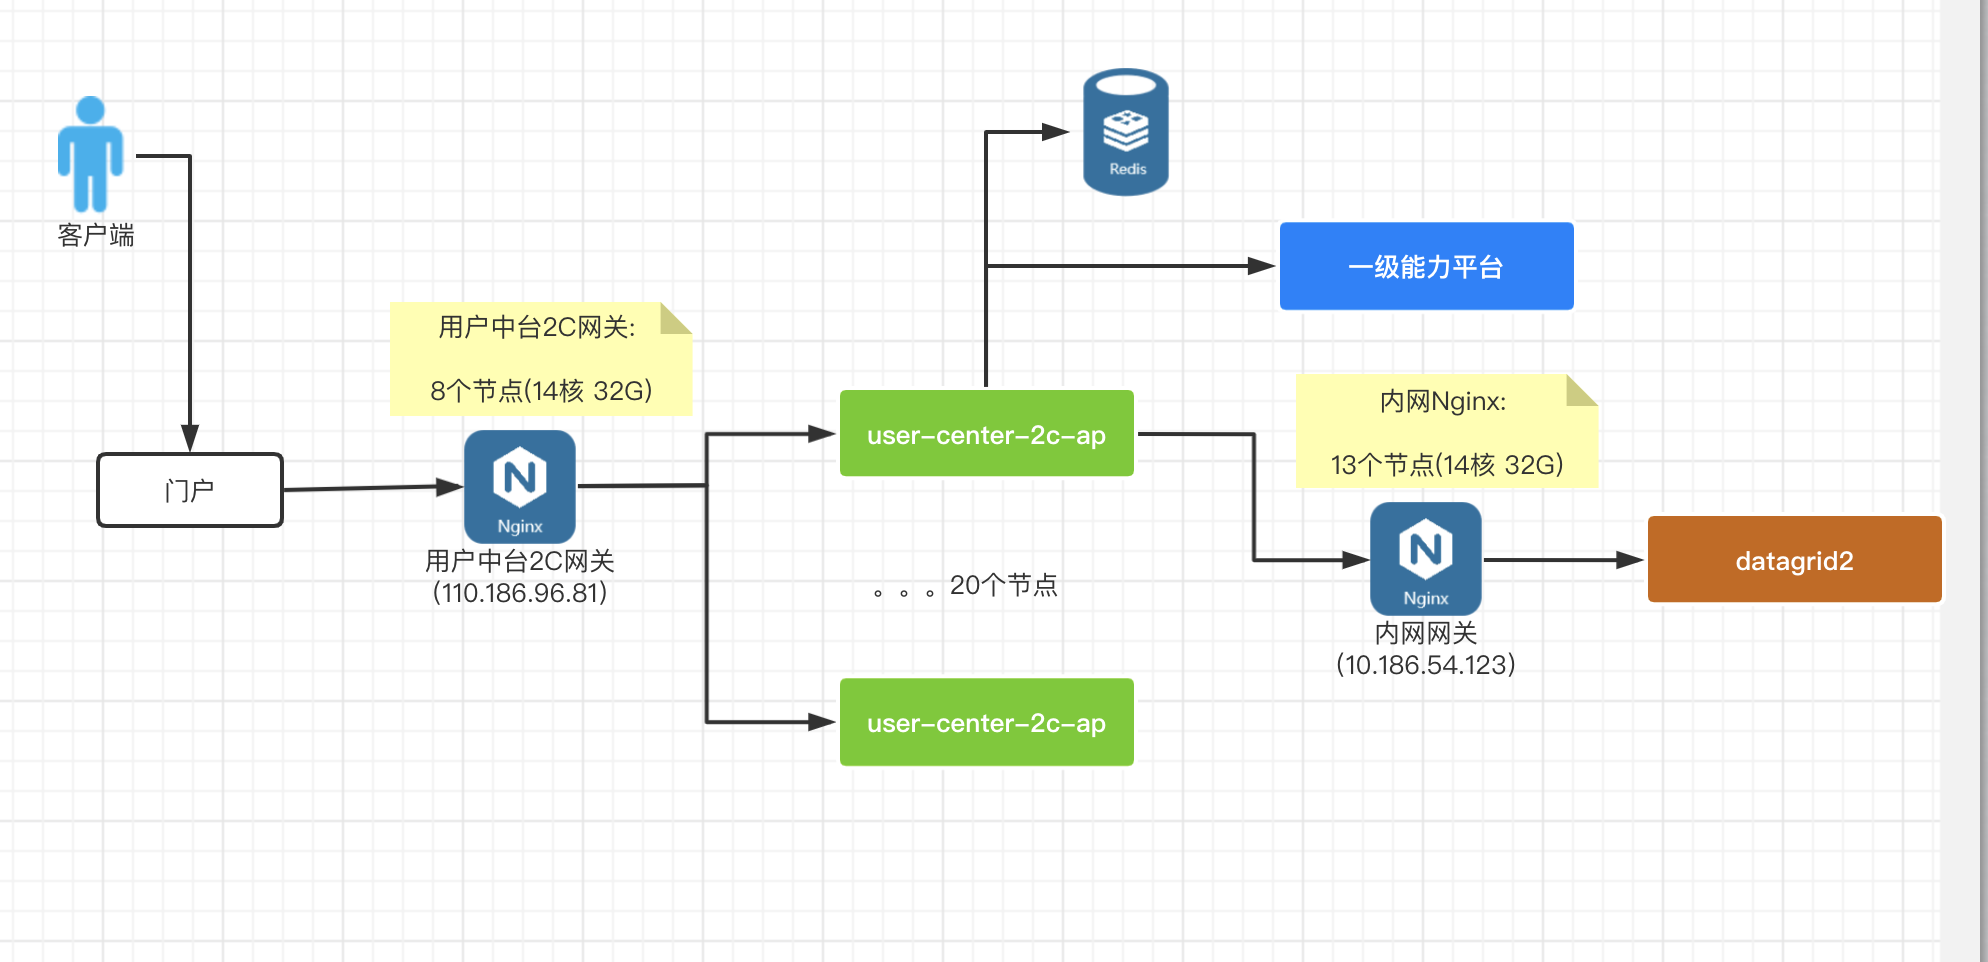 Redis
客户端
一级能力平台
用户中台2C网关:
8个节点(14核 32G)
内网Nginx:
13个节点(14核 32G)
user-center-2c-ap
门户
Nginx
用户中台2C网关
(110.186.96.81)
。。。20个节点
Nginx
内网网关
(10.186.54.123)
datagrid2
user-center-2c-ap